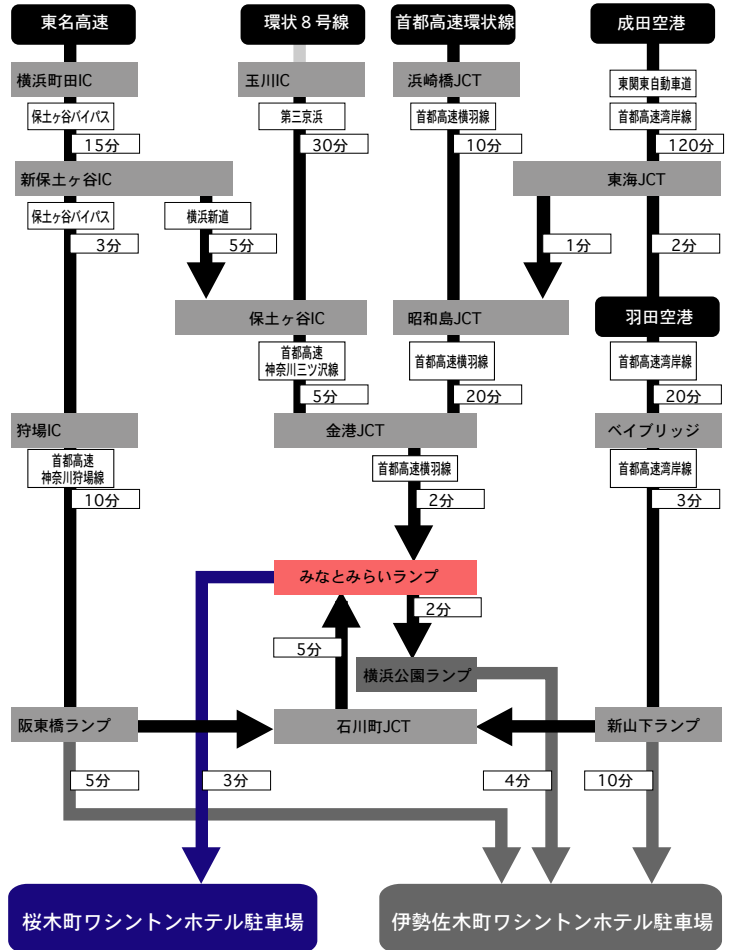 東名高速
環状８号線
首都高速環状線
成田空港
横浜町田IC
玉川IC
浜崎橋JCT
東関東自動車道
保土ヶ谷バイパス
第三京浜
首都高速横羽線
首都高速湾岸線
15分
30分
10分
120分
新保土ヶ谷IC
東海JCT
保土ヶ谷バイパス
横浜新道
3分
5分
1分
2分
保土ヶ谷IC
昭和島JCT
羽田空港
首都高速
神奈川三ツ沢線
首都高速横羽線
首都高速湾岸線
5分
20分
20分
狩場IC
金港JCT
ベイブリッジ
首都高速
神奈川狩場線
首都高速横羽線
首都高速湾岸線
10分
2分
3分
みなとみらいランプ
2分
5分
横浜公園ランプ
阪東橋ランプ
石川町JCT
新山下ランプ
5分
3分
4分
10分
桜木町ワシントンホテル駐車場
伊勢佐木町ワシントンホテル駐車場